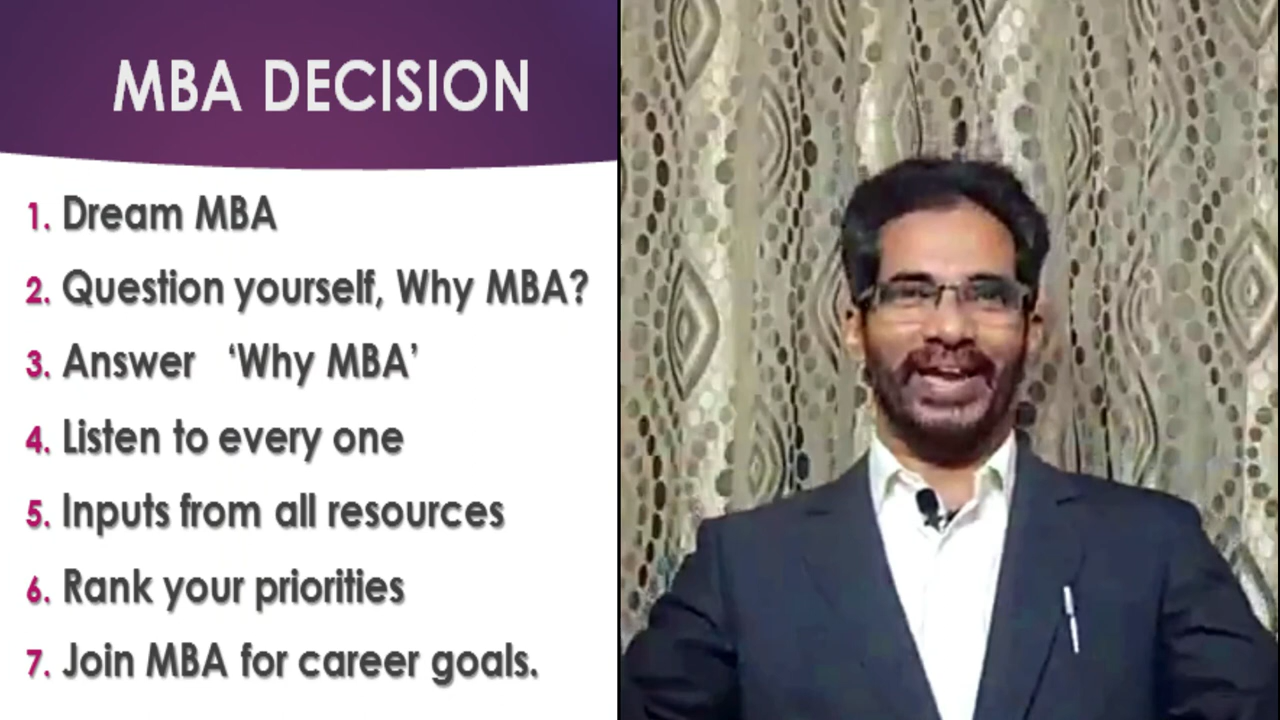 MBA DECISION
1. Dream MBA
2. Question yourself, Why MBA?
3. Answer ‘Why MBA’
4. Listen to every one
5. Inputs from all resources
6. Rank your priorities
7. Join MBA for career goals.